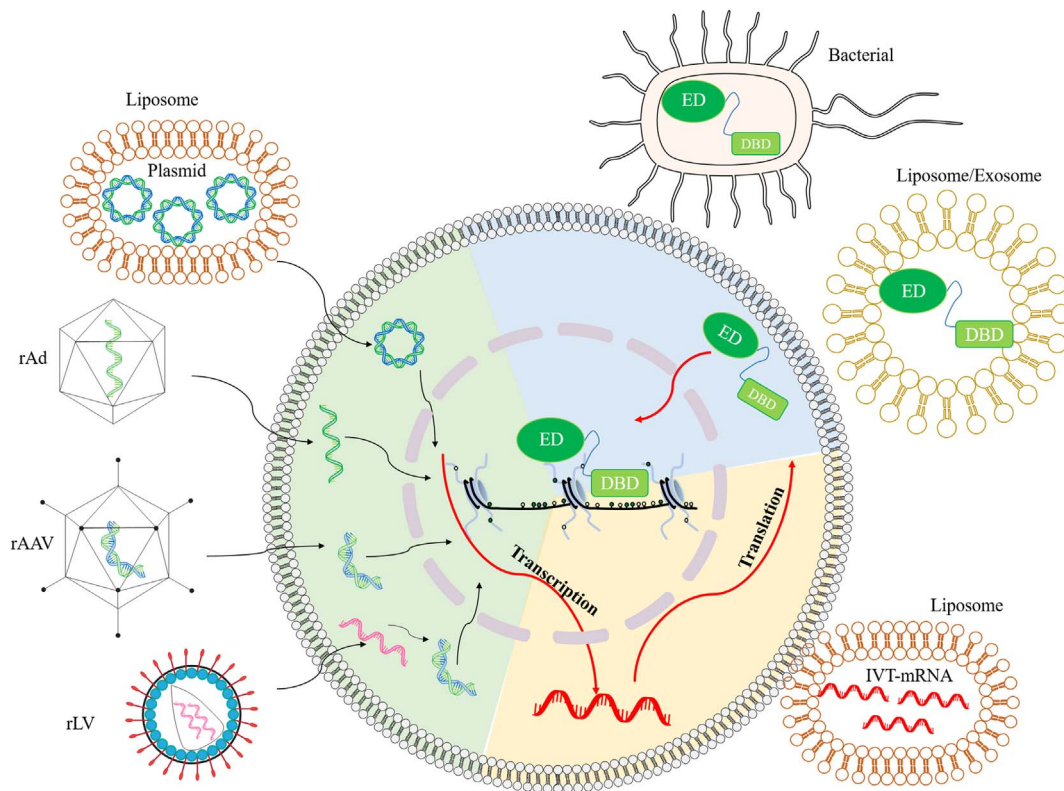 Bacterial
ED
DBD
Liposome
Plasmid
Liposome/Exosome
ED
DBD
rAd
ED
DBD
ED
DBD
rAAV
Transcription
Translation
Liposome
IVT-mRNA
rLV